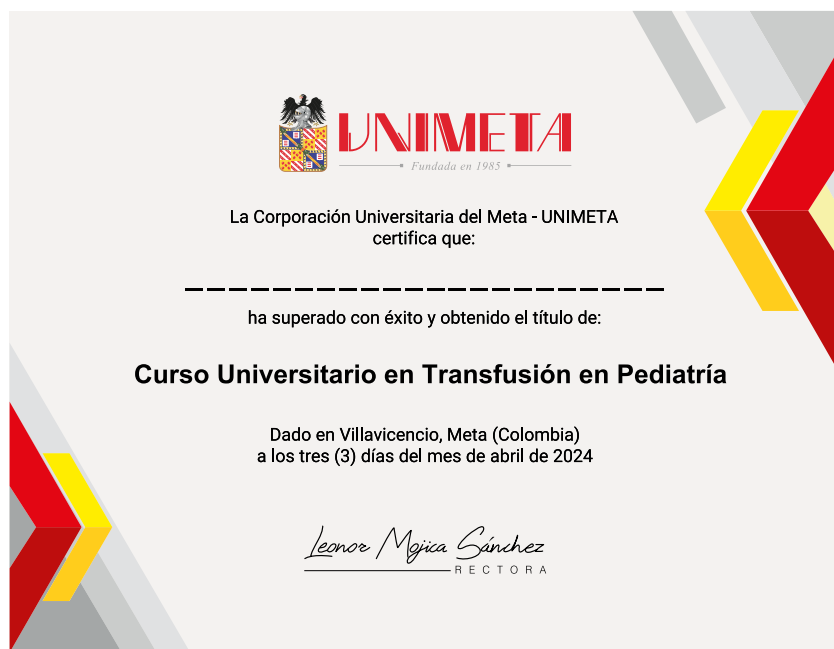 UNIMETA
Fundada en 1985
La Corporación Universitaria del Meta - UNIMETA
certifica que:
ha superado con éxito y obtenido el título de:
Curso Universitario en Transfusión en Pediatría
Dado en Villavicencio, Meta (Colombia)
a los tres (3) días del mes de abril de 2024
Leonor Mojica Sánchez
RECTORA